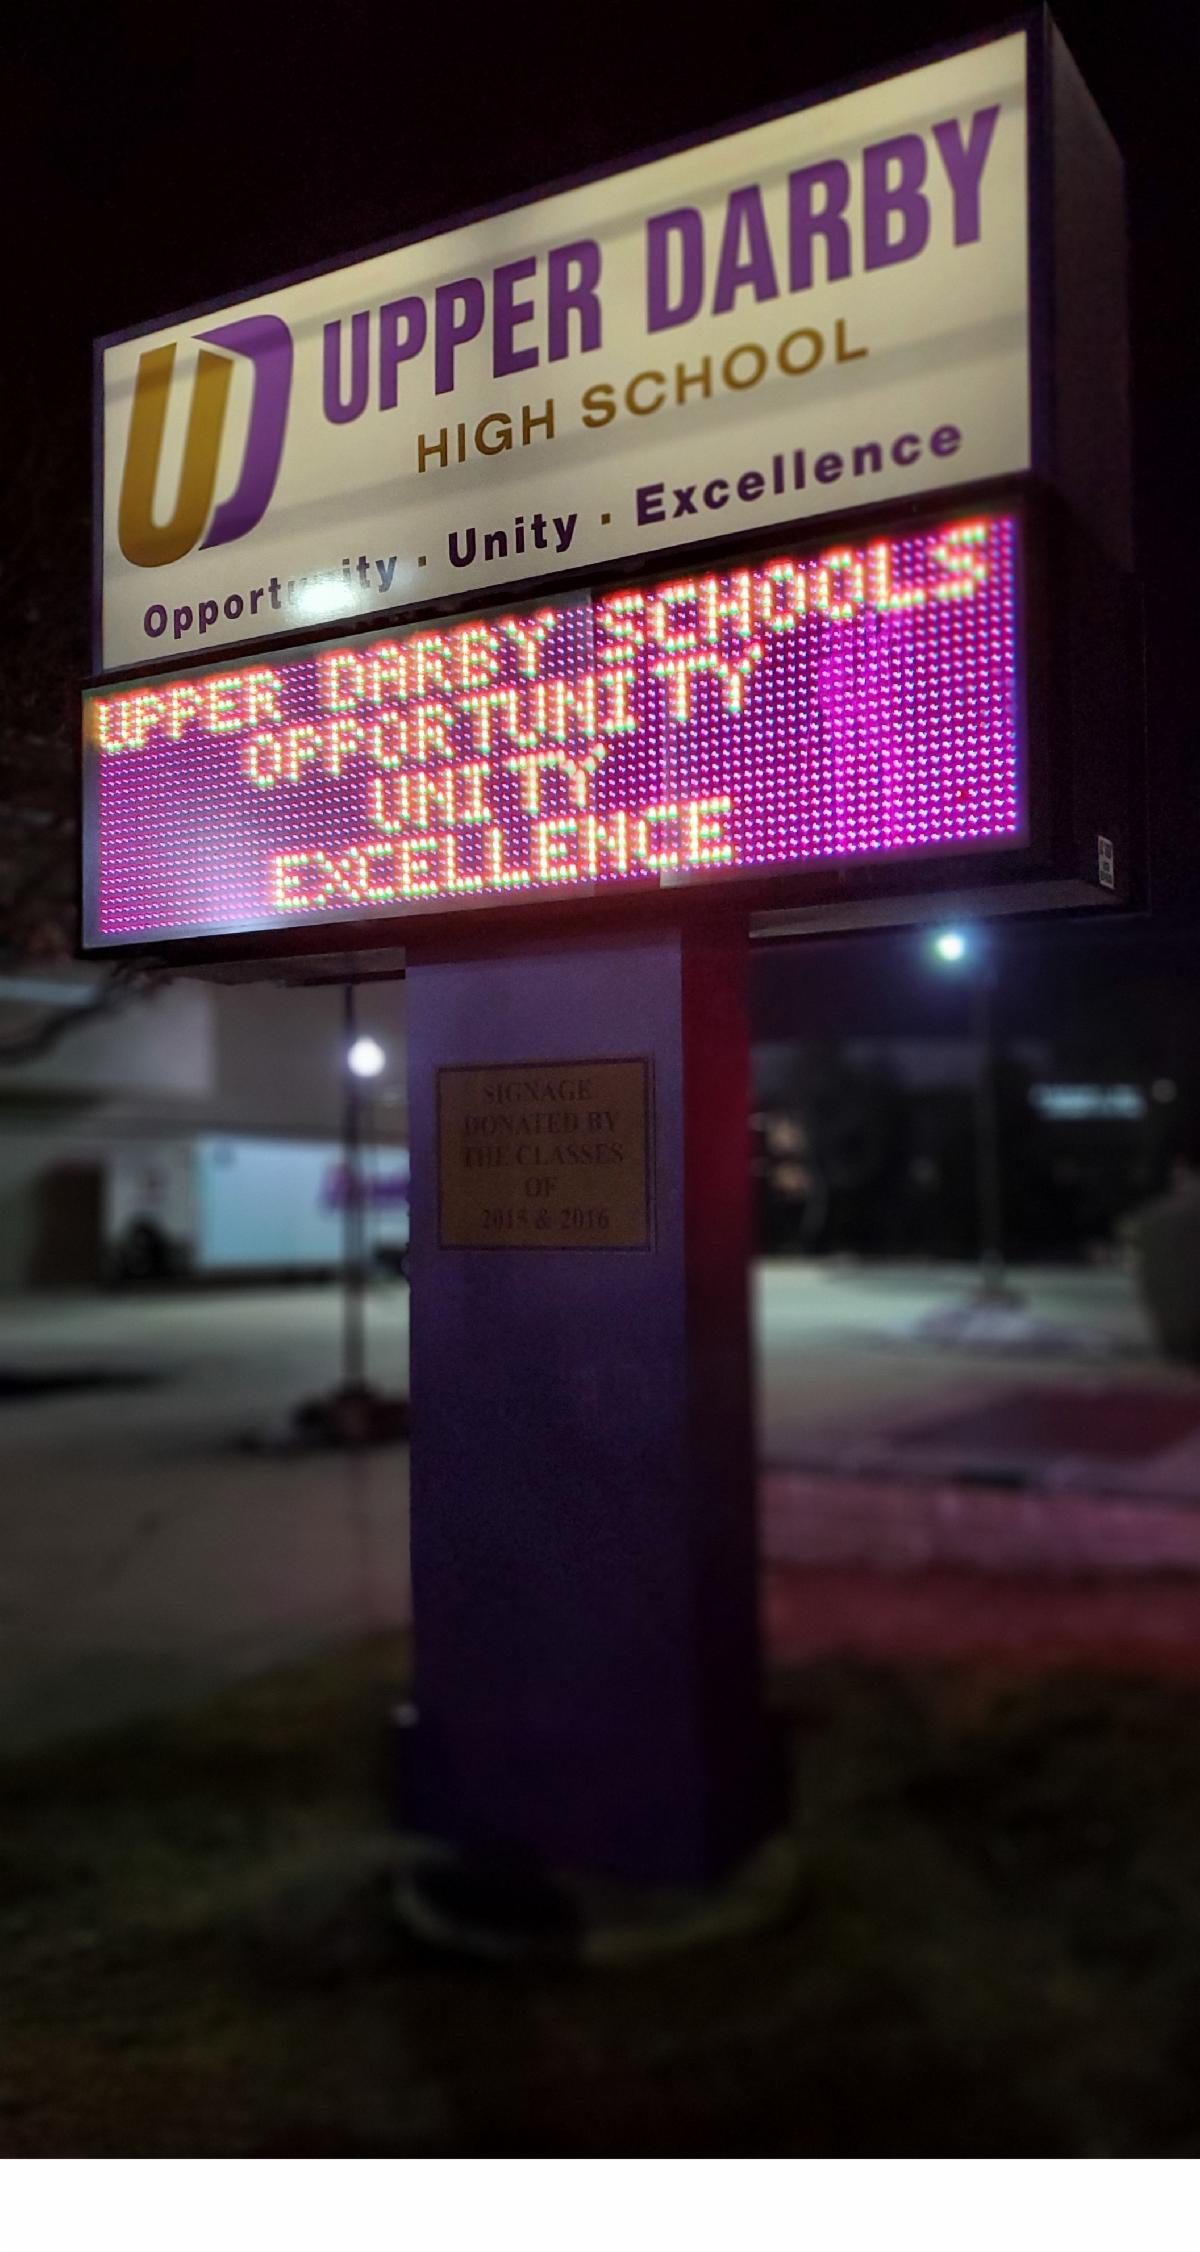 UD
UPPER DARBY
HIGH SCHOOL
Opportunity · Unity · Excellence
UPPER DARBY SCHOOLS
OPPORTUNITY
UNITY
EXCELLENCE
SIGNAGE
DONATED BY
THE CLASSES
OF
2015 & 2016